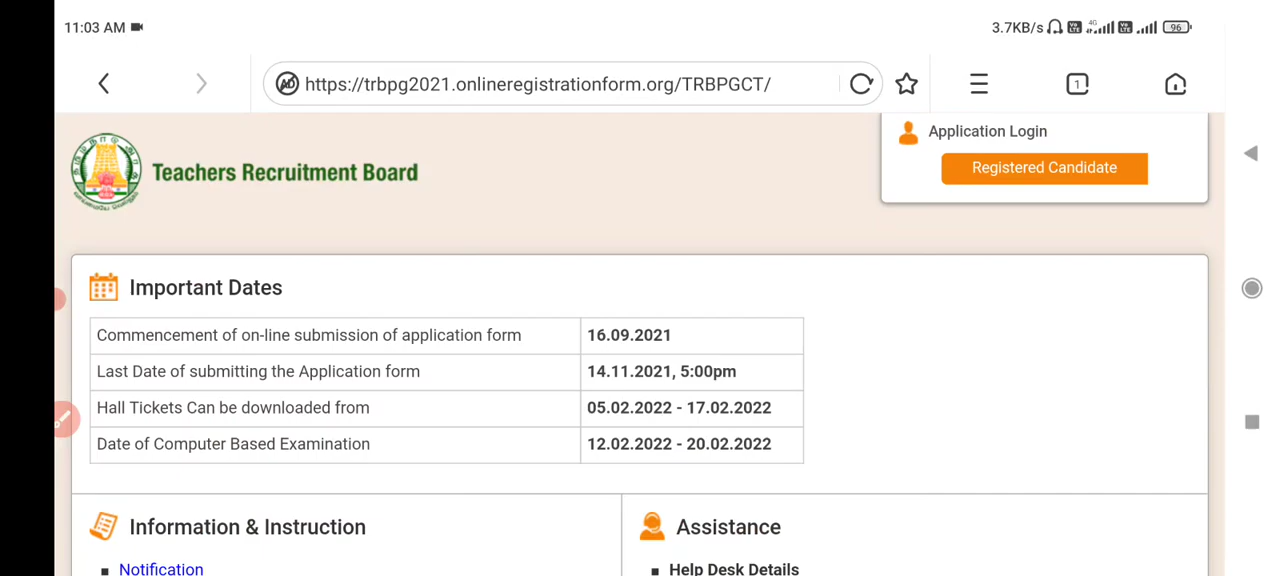 11:03 AM
3.7KB/s 4G 96
https://trbpg2021.onlineregistrationform.org/TRBPGCT/
1
Application Login
Registered Candidate
Teachers Recruitment Board
Important Dates
Commencement of on-line submission of application form 16.09.2021
Last Date of submitting the Application form 14.11.2021, 5:00pm
Hall Tickets Can be downloaded from 05.02.2022 - 17.02.2022
Date of Computer Based Examination 12.02.2022 - 20.02.2022
Information & Instruction
Assistance
Notification
Help Desk Details